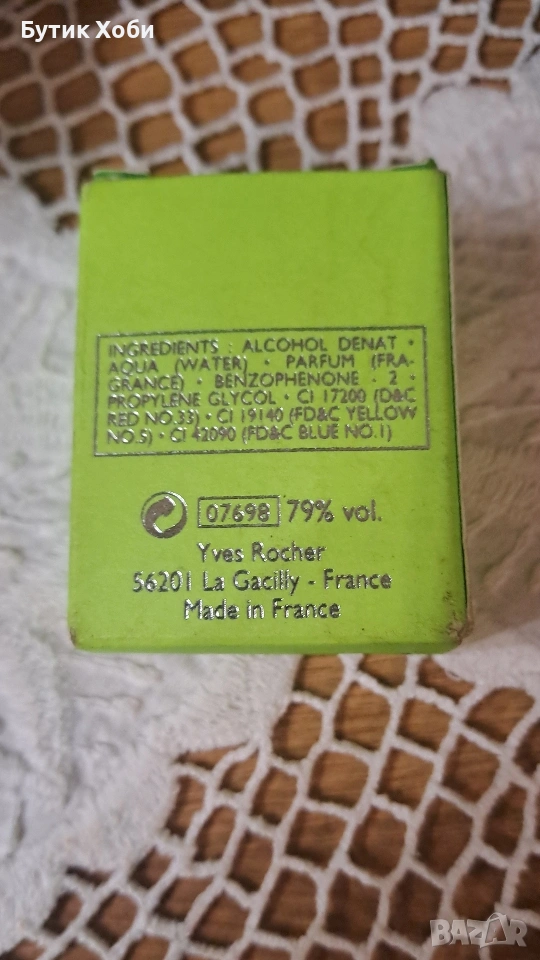 Бутик Хоби
INGREDIENTS : ALCOHOL DENAT •
AQUA (WATER) • PARFUM (FRA-
GRANCE) • BENZOPHENONE - 2 •
PROPYLENE GLYCOL • CI 17200 (D&C
RED NO.33) • CI 19140 (FD&C YELLOW
NO.5) • CI 42090 (FD&C BLUE NO.1)
07698 79% vol.
Yves Rocher
56201 La Gacilly - France
Made in France
BAZAR